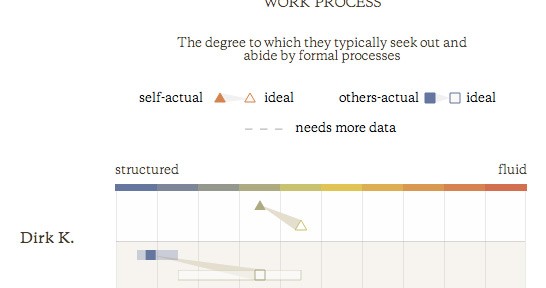 WORK PROCESS
The degree to which they typically seek out and
abide by formal processes
self-actual ideal others-actual ideal
needs more data
structured fluid
Dirk K.